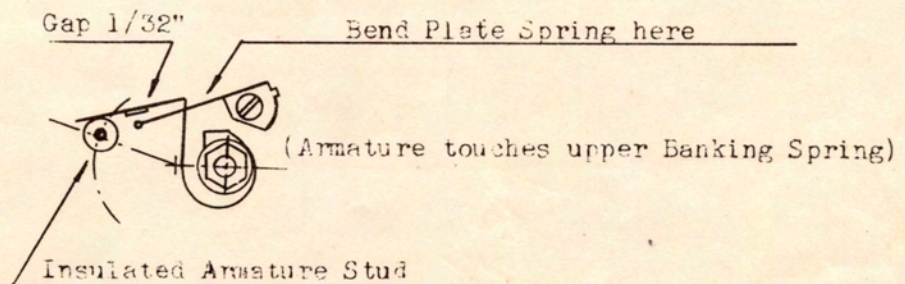 Gap 1/32" Bend Plate Spring here
(Armature touches upper Banking Spring)
Insulated Armature Stud